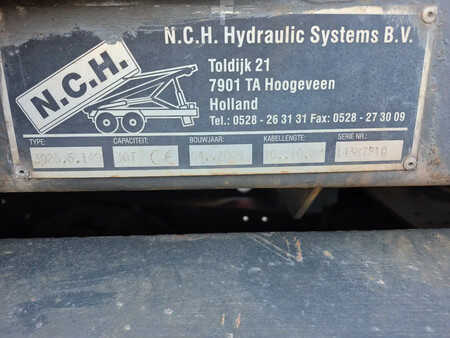 N.C.H.
N.C.H. Hydraulic Systems B.V.
Toldijk 21
7901 TA Hoogeveen
Holland
Tel.: 0528 - 26 31 31 Fax: 0528 - 27 30 09
TYPE: CAPACITEIT: BOUWJAAR: KABELLENGTE: SERIE NR.: